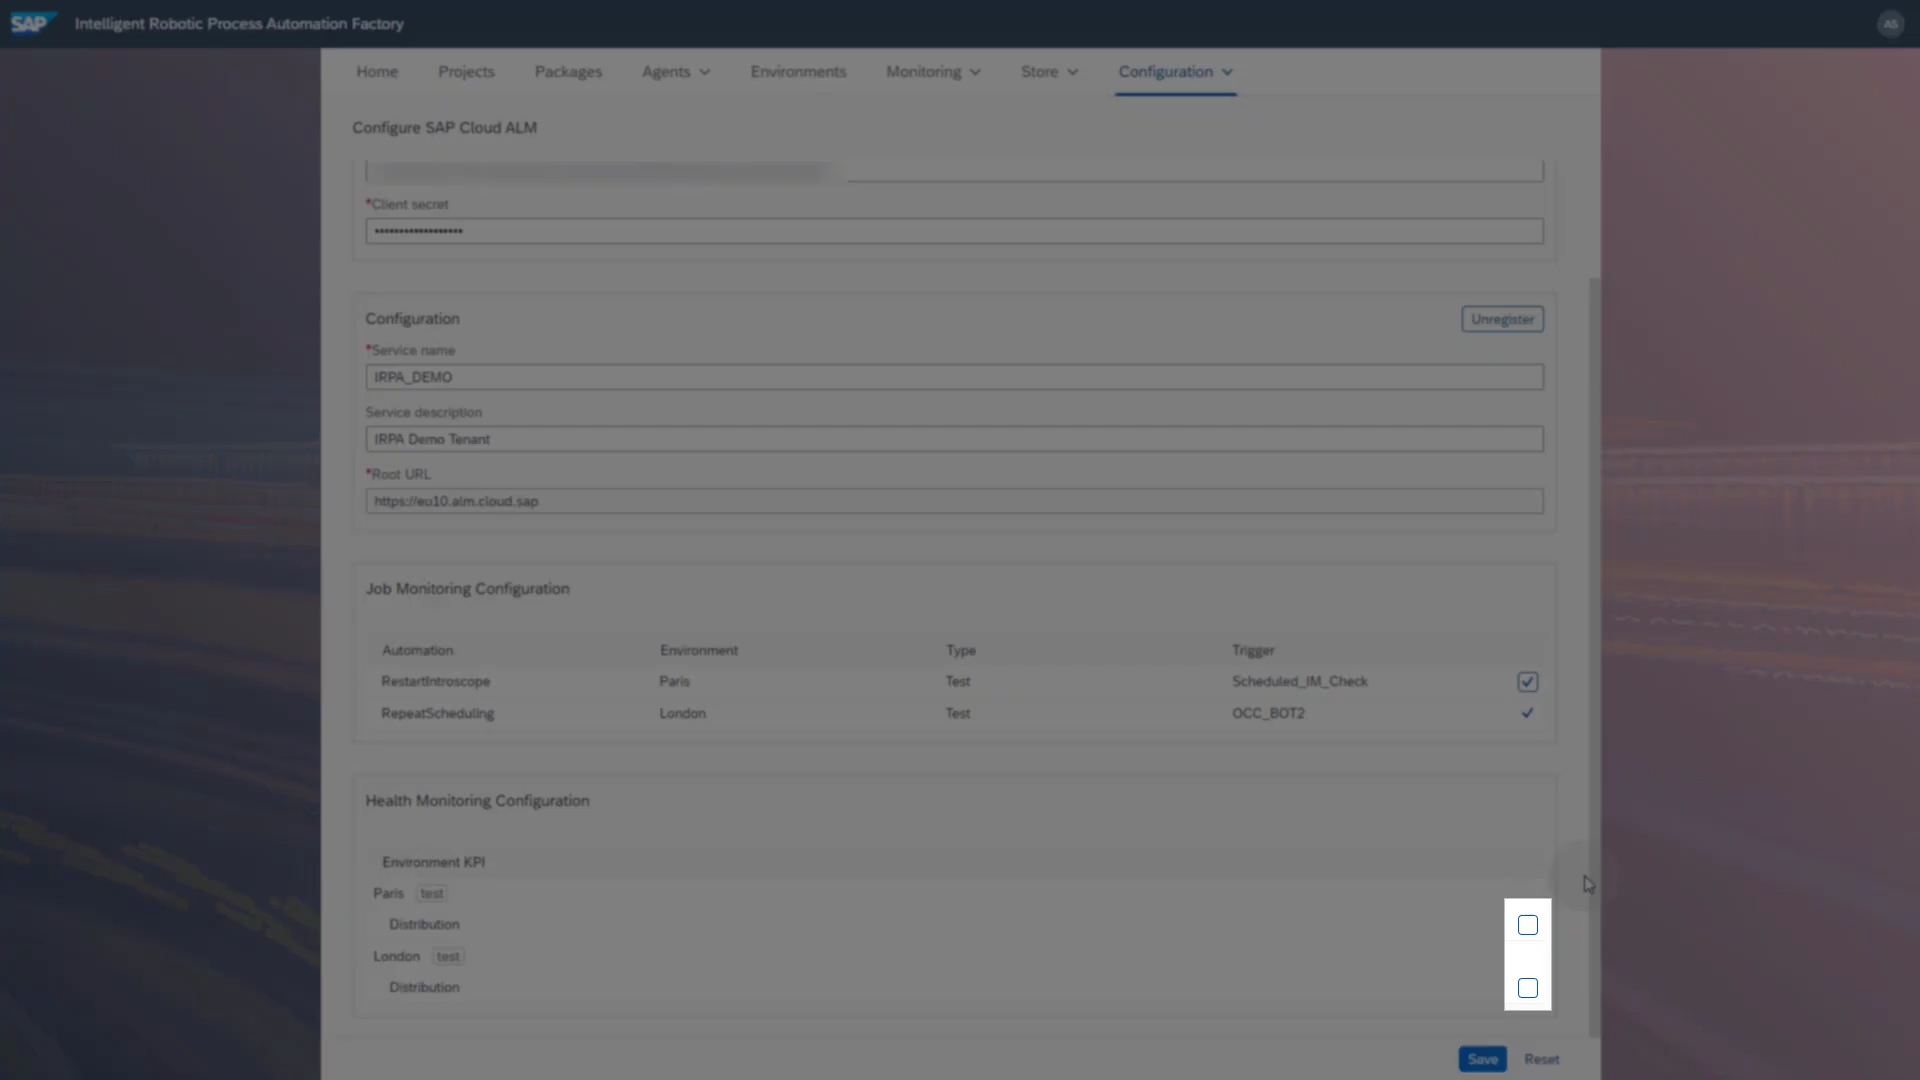 SAP Intelligent Robotic Process Automation Factory AS
Home Projects Packages Agents Environments Monitoring Store Configuration
Configure SAP Cloud ALM
*Client secret
••••••••••••••••••
Configuration Unregister
*Service name
IRPA_DEMO
Service description
IRPA Demo Tenant
*Root URL
https://eu10.alm.cloud.sap
Job Monitoring Configuration
Automation Environment Type Trigger
RestartIntroscope Paris Test Scheduled_IM_Check
RepeatScheduling London Test OCC_BOT2
Health Monitoring Configuration
Environment KPI
Paris test
Distribution
London test
Distribution
Save Reset